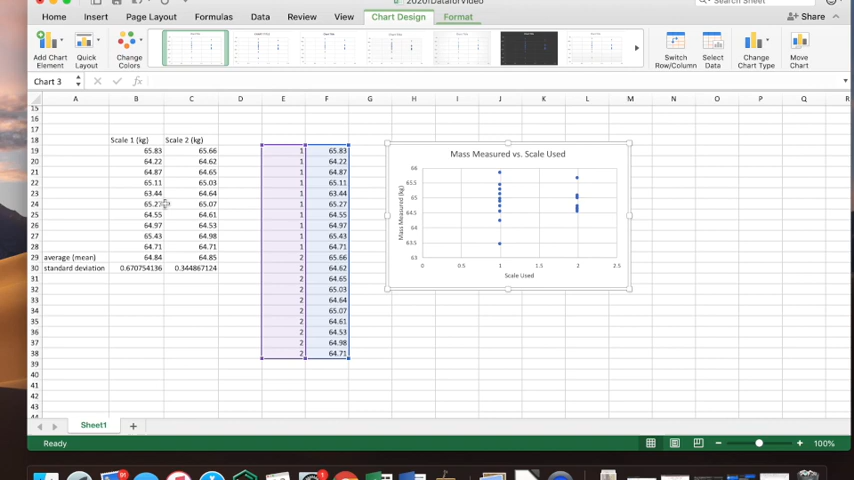 2020fDataforVideo
Search Sheet
Home Insert Page Layout Formulas Data Review View Chart Design Format Share
Add Chart Element
Quick Layout
Change Colors
Switch Row/Column
Select Data
Change Chart Type
Move Chart
Chart 3 fx
A B C D E F G H I J K L M N O P Q R
15
16
17
18 Scale 1 (kg) Scale 2 (kg)
19 65.83 65.66 1 65.83
20 64.22 64.62 1 64.22
21 64.87 64.65 1 64.87
22 65.11 65.03 1 65.11
23 63.44 64.64 1 63.44
24 65.27 65.07 1 65.27
25 64.55 64.61 1 64.55
26 64.97 64.53 1 64.97
27 65.43 64.98 1 65.43
28 64.71 64.71 1 64.71
29 average (mean) 64.84 64.85 2 65.66
30 standard deviation 0.670754136 0.344867124 2 64.62
31 2 64.65
32 2 65.03
33 2 64.64
34 2 65.07
35 2 64.61
36 2 64.53
37 2 64.98
38 2 64.71
39
40
41
42
43
Mass Measured vs. Scale Used
Mass Measured (kg)
66
65.5
65
64.5
64
63.5
63
0 0.5 1 1.5 2 2.5
Scale Used
Sheet1 +
Ready 100%